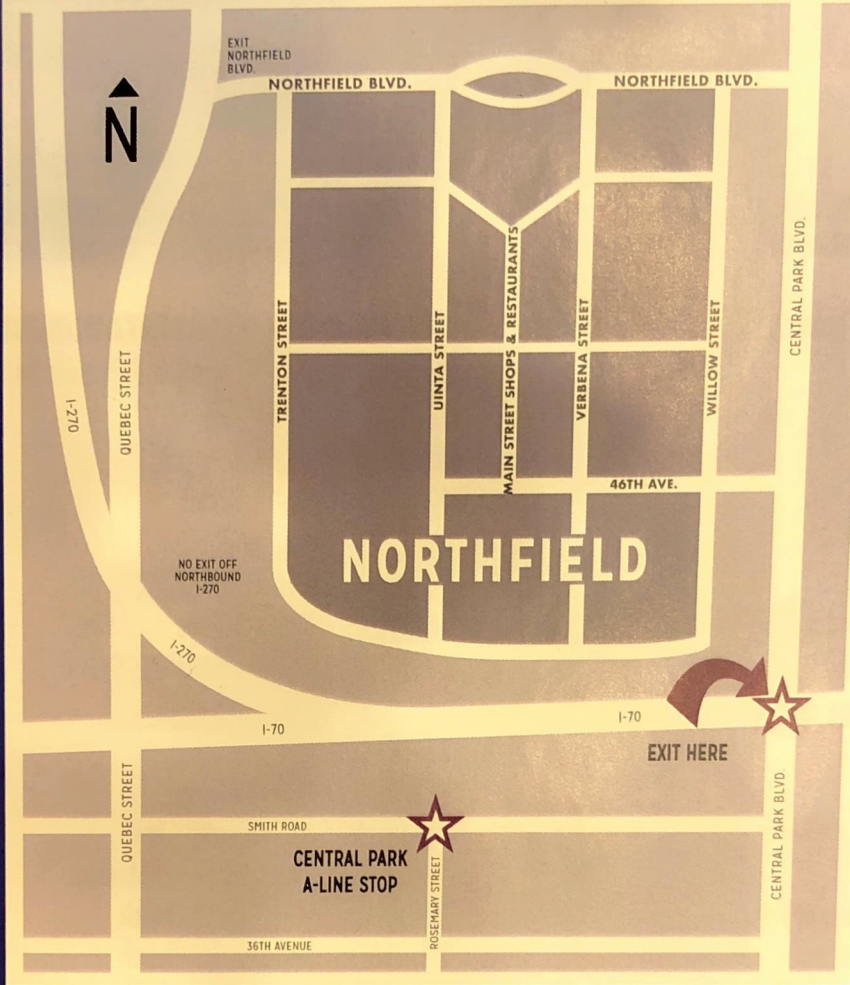 EXIT
NORTHFIELD
BLVD.
NORTHFIELD BLVD.
NORTHFIELD BLVD.
N
CENTRAL PARK BLVD.
MAIN STREET SHOPS & RESTAURANTS
TRENTON STREET
UINTA STREET
VERBENA STREET
WILLOW STREET
QUEBEC STREET
I-270
46TH AVE.
NORTHFIELD
NO EXIT OFF
NORTHBOUND
I-270
I-270
I-70
I-70
EXIT HERE
QUEBEC STREET
CENTRAL PARK BLVD.
SMITH ROAD
CENTRAL PARK
A-LINE STOP
ROSEMARY STREET
36TH AVENUE